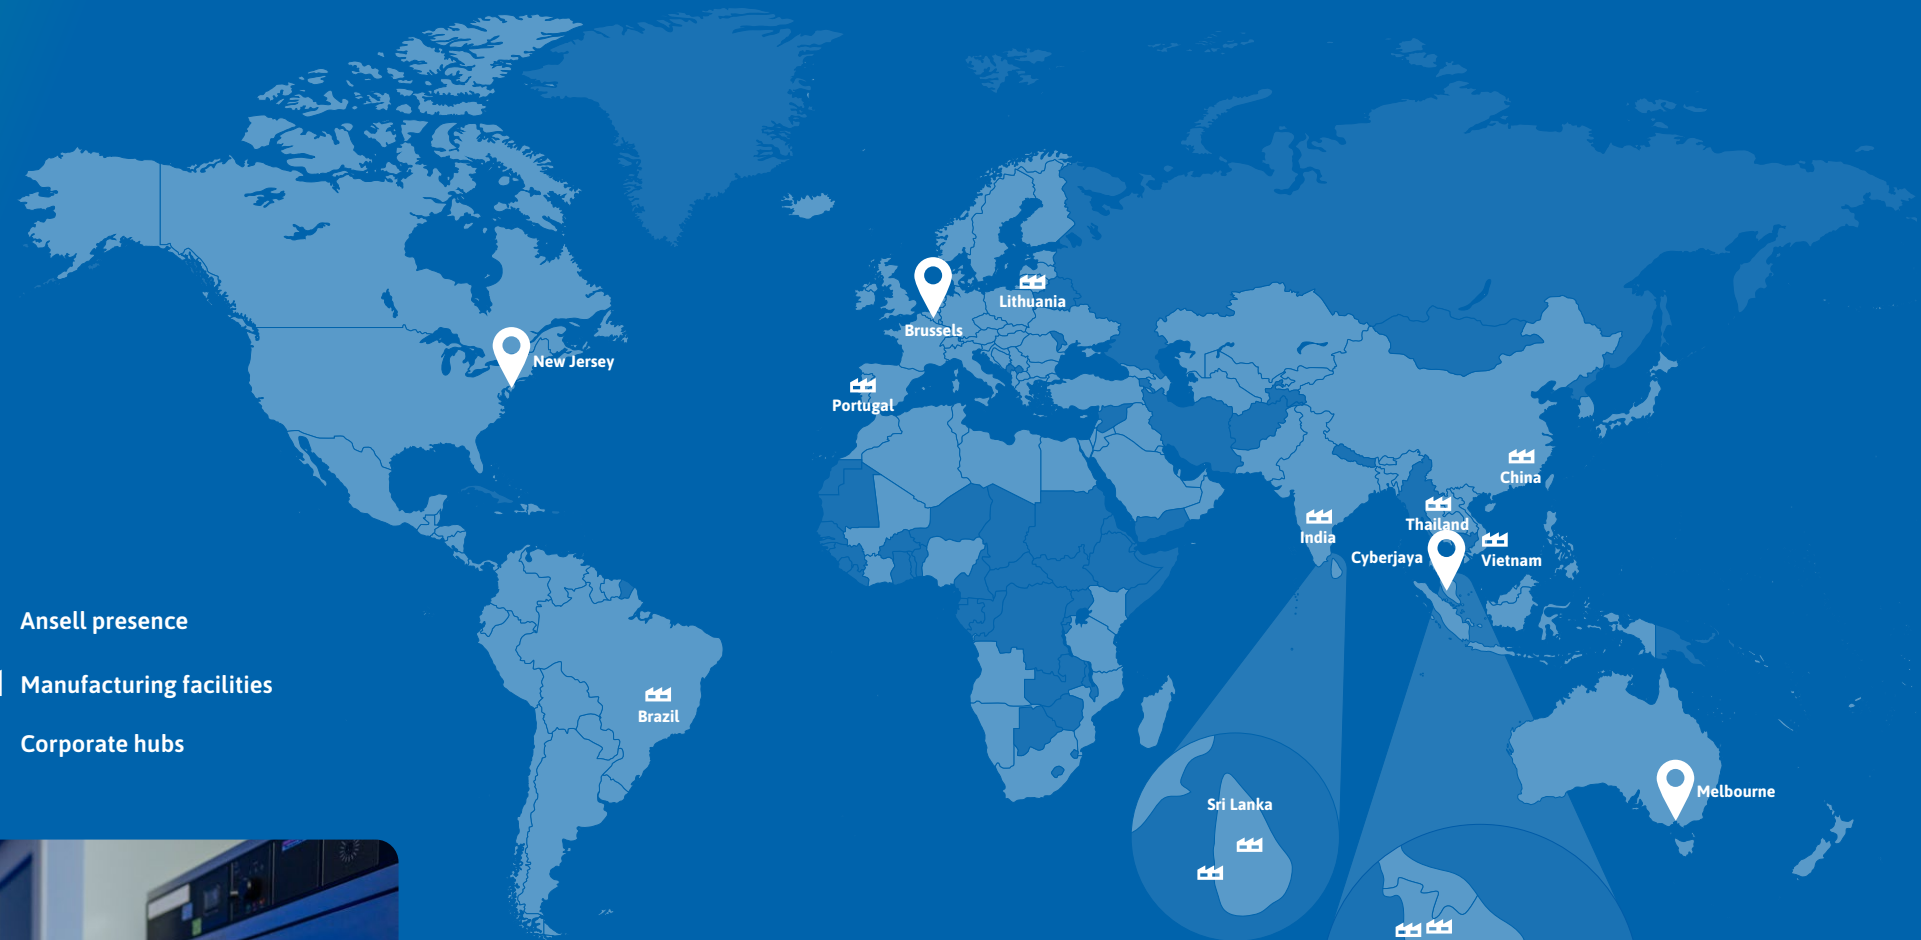 Lithuania
Brussels
New Jersey
Portugal
China
Thailand
India
Cyberjaya
Vietnam
Ansell presence
Manufacturing facilities
Brazil
Corporate hubs
Melbourne
Sri Lanka